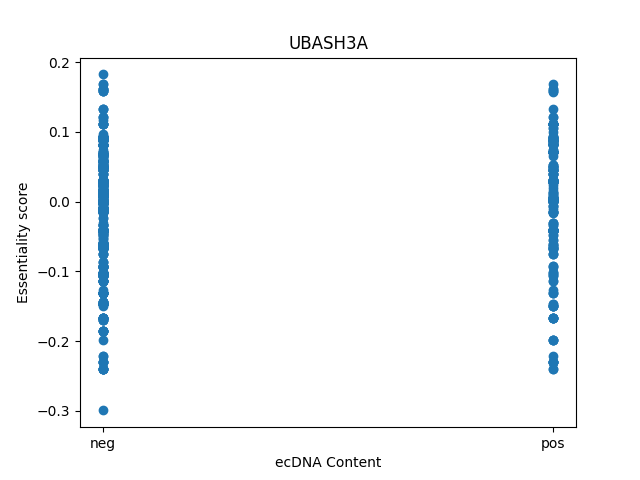 UBASH3A
Essentiality score
0.2
0.1
0.0
−0.1
−0.2
−0.3
neg
pos
ecDNA Content